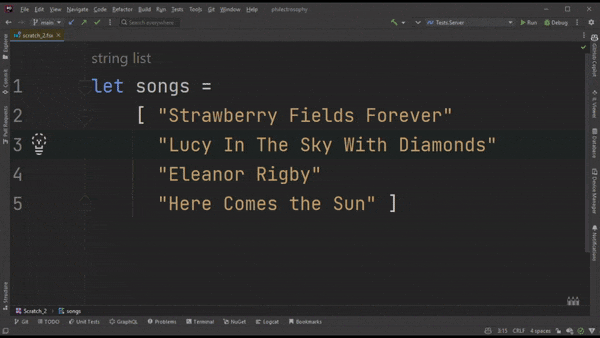 File Edit View Navigate Code Refactor Build Run Tests Tools Git Window Help philectrosophy
main Search everywhere Tests.Server Run Debug
scratch_2.fsx
Explorer
Commit
Pull Requests
Structure
string list
1 let songs =
2 [ "Strawberry Fields Forever"
3 "Lucy In The Sky With Diamonds"
4 "Eleanor Rigby"
5 "Here Comes the Sun" ]
GitHub Copilot
IL Viewer
Database
Device Manager
Notifications
Scratch_2 songs
Git TODO Unit Tests GraphQL Problems Terminal NuGet Logcat Bookmarks
3:15 CRLF 4 spaces